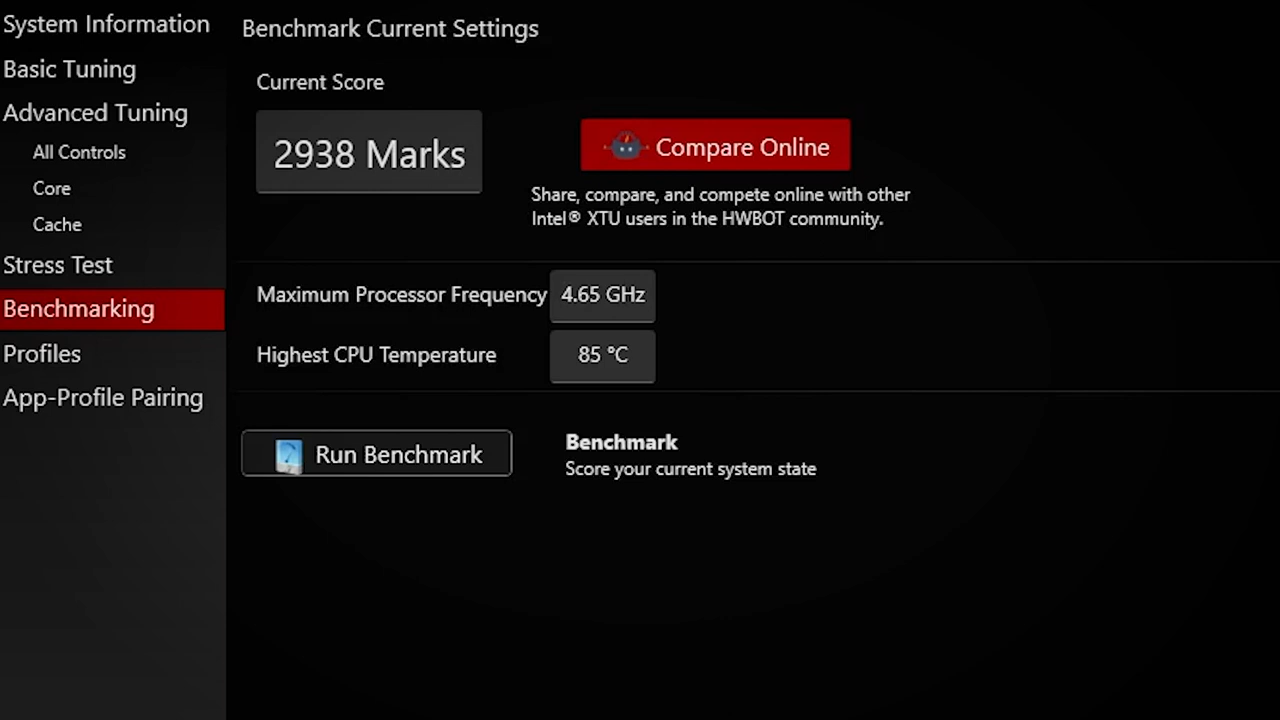 System Information
Basic Tuning
Advanced Tuning
All Controls
Core
Cache
Stress Test
Benchmarking
Profiles
App-Profile Pairing
Benchmark Current Settings
Current Score
2938 Marks
Compare Online
Share, compare, and compete online with other
Intel® XTU users in the HWBOT community.
Maximum Processor Frequency 4.65 GHz
Highest CPU Temperature 85 °C
Run Benchmark
Benchmark
Score your current system state